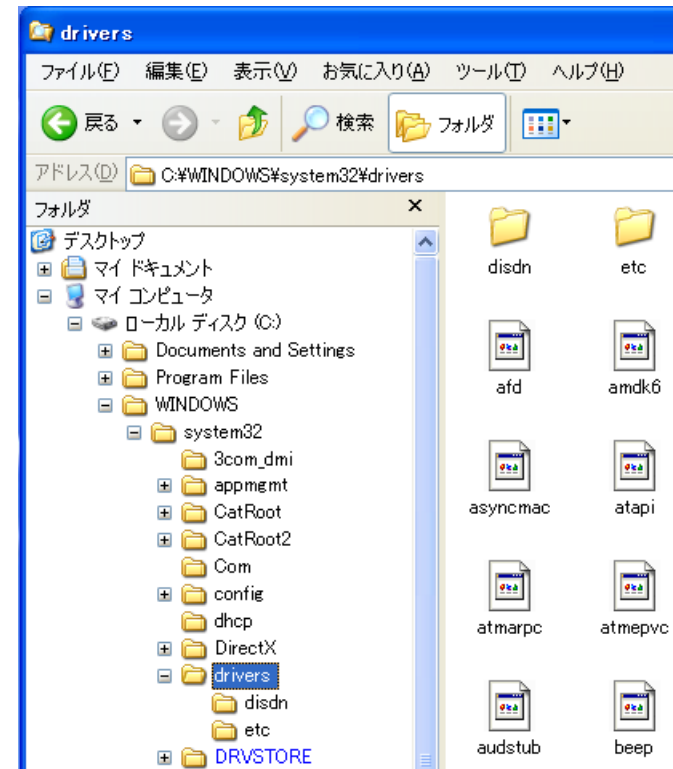 drivers
ファイル(F) 編集(E) 表示(V) お気に入り(A) ツール(T) ヘルプ(H)
戻る 検索 フォルダ
アドレス(D) C:¥WINDOWS¥system32¥drivers
フォルダ
デスクトップ
マイ ドキュメント
マイ コンピュータ
ローカル ディスク (C:)
Documents and Settings
Program Files
WINDOWS
system32
3com_dmi
appmgmt
CatRoot
CatRoot2
Com
config
dhcp
DirectX
drivers
disdn
etc
DRVSTORE
disdn etc
afd amdk6
asyncmac atapi
atmarpc atmepvc
audstub beep